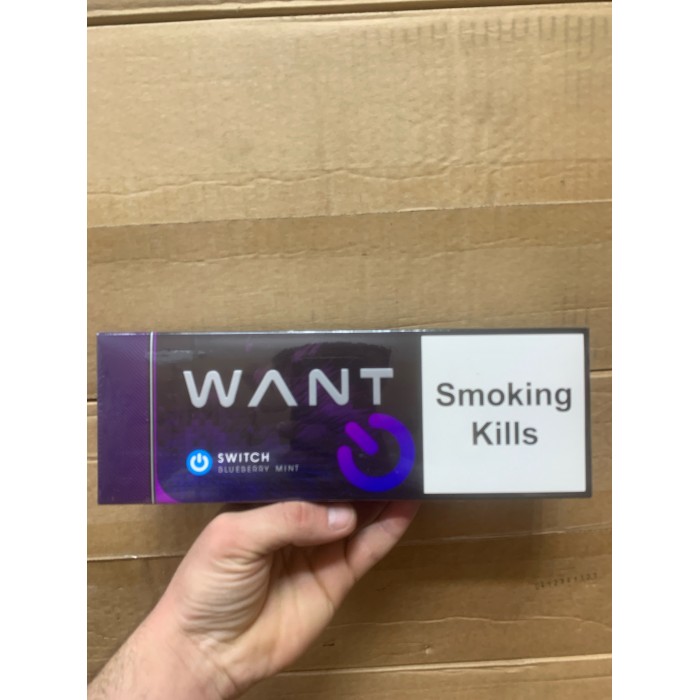 WANT
SWITCH
BLUEBERRY MINT
Smoking
Kills